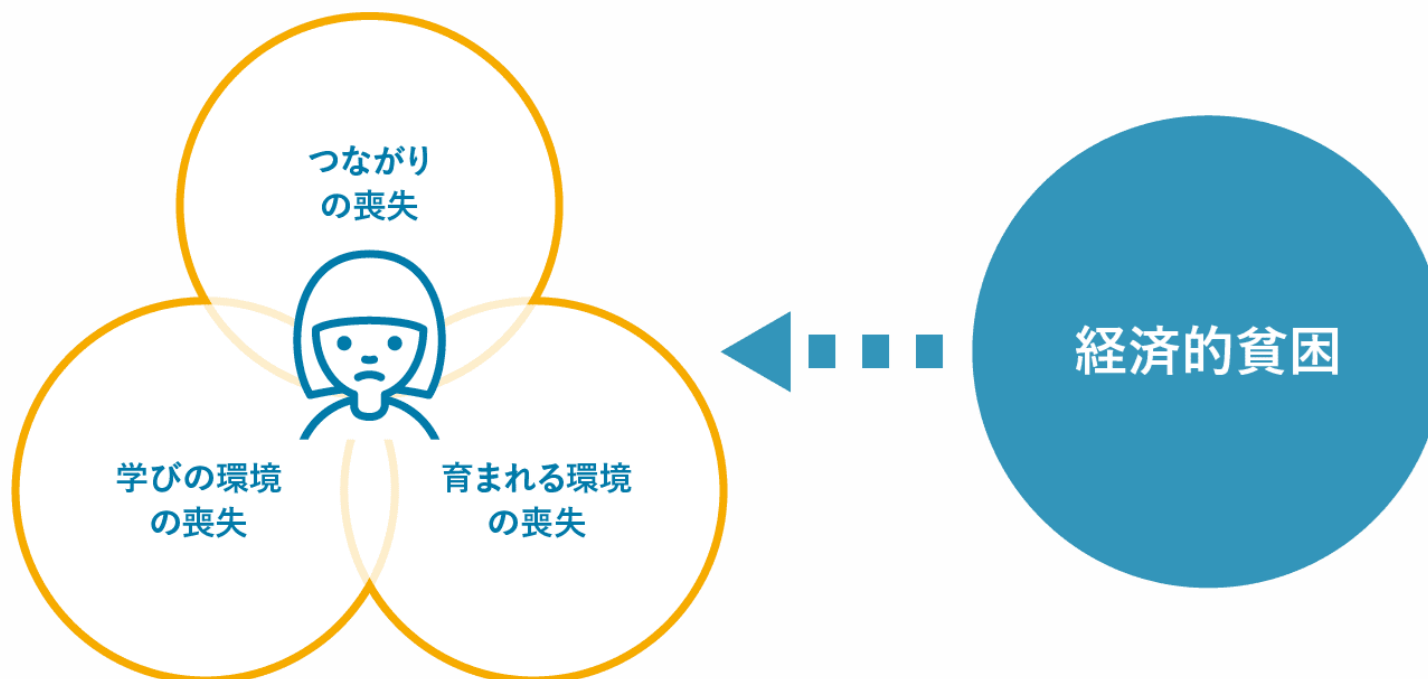 つながり
の喪失
学びの環境
の喪失
育まれる環境
の喪失
経済的貧困